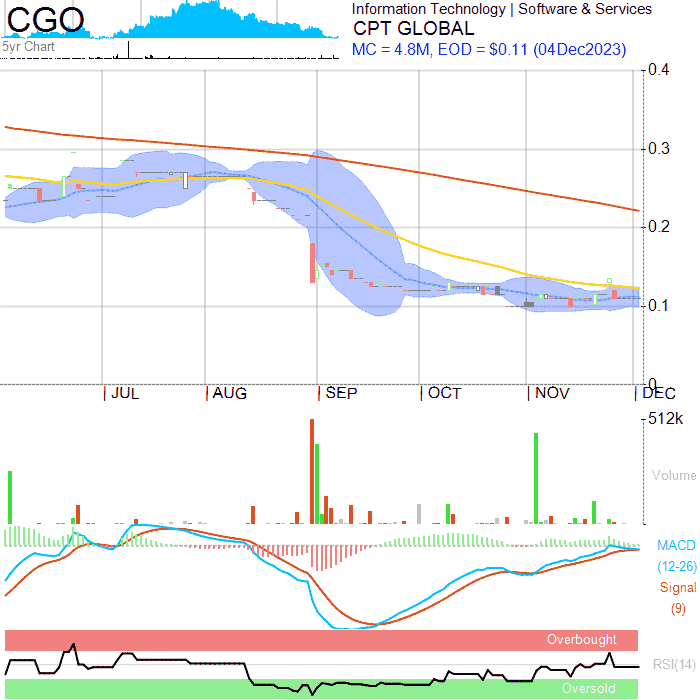 CGO
Information Technology | Software & Services
CPT GLOBAL
MC = 4.8M, EOD = $0.11 (04Dec2023)
5yr Chart
0.4
0.3
0.2
0.1
0
JUL
AUG
SEP
OCT
NOV
DEC
512k
Volume
MACD
(12-26)
Signal
(9)
Overbought
RSI(14)
Oversold